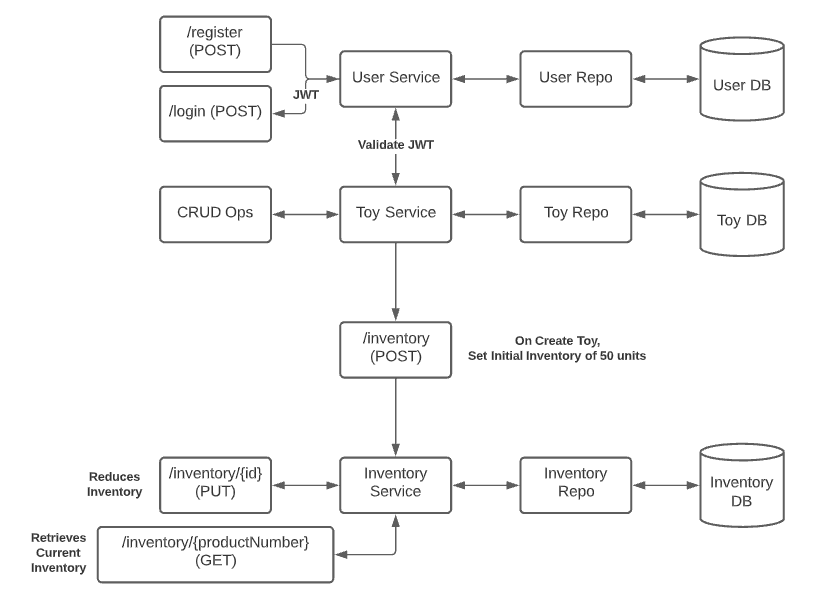 /register
(POST)
/login (POST)
JWT
User Service
User Repo
User DB
Validate JWT
CRUD Ops
Toy Service
Toy Repo
Toy DB
/inventory
(POST)
On Create Toy,
Set Initial Inventory of 50 units
Reduces
Inventory
/inventory/{id}
(PUT)
Inventory
Service
Inventory
Repo
Inventory
DB
Retrieves
Current
Inventory
/inventory/{productNumber}
(GET)